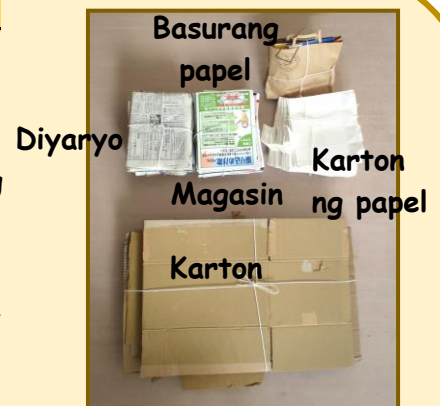 Basurang
papel
Diyaryo
Karton
ng papel
Magasin
Karton